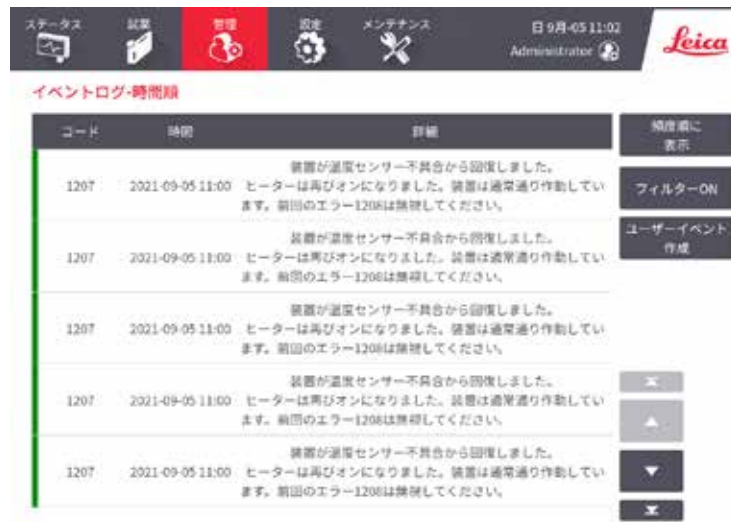 ステータス
試薬
管理
設定
メンテナンス
日 9月-05 11:02
Administrator
Leica
イベントログ-時間順
コード
時間
詳細
1207
2021-09-05 11:00
装置が温度センサー不具合から回復しました。
ヒーターは再びオンになりました。装置は通常通り作動してい
ます。前回のエラー1208は無視してください。
1207
2021-09-05 11:00
装置が温度センサー不具合から回復しました。
ヒーターは再びオンになりました。装置は通常通り作動してい
ます。前回のエラー1208は無視してください。
1207
2021-09-05 11:00
装置が温度センサー不具合から回復しました。
ヒーターは再びオンになりました。装置は通常通り作動してい
ます。前回のエラー1208は無視してください。
1207
2021-09-05 11:00
装置が温度センサー不具合から回復しました。
ヒーターは再びオンになりました。装置は通常通り作動してい
ます。前回のエラー1208は無視してください。
1207
2021-09-05 11:00
装置が温度センサー不具合から回復しました。
ヒーターは再びオンになりました。装置は通常通り作動してい
ます。前回のエラー1208は無視してください。
頻度順に
表示
フィルターON
ユーザーイベント
作成